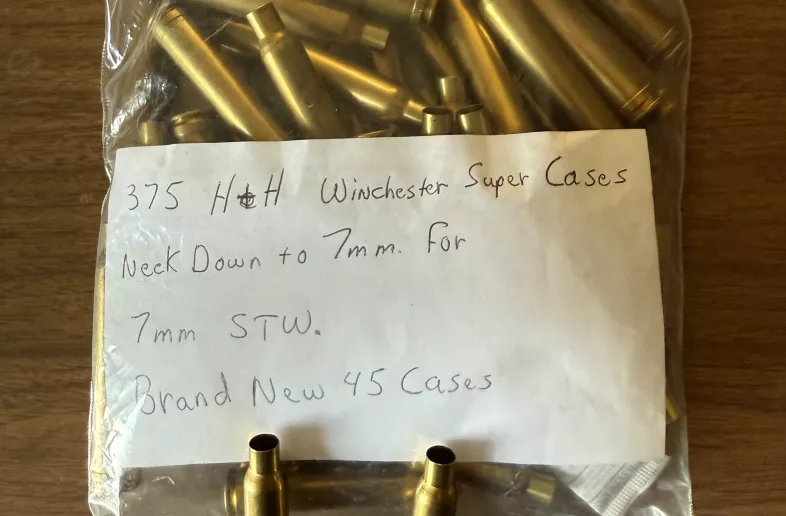 375 H+H Winchester Super Cases
Neck Down to 7mm. For
7mm STW.
Brand New 45 Cases